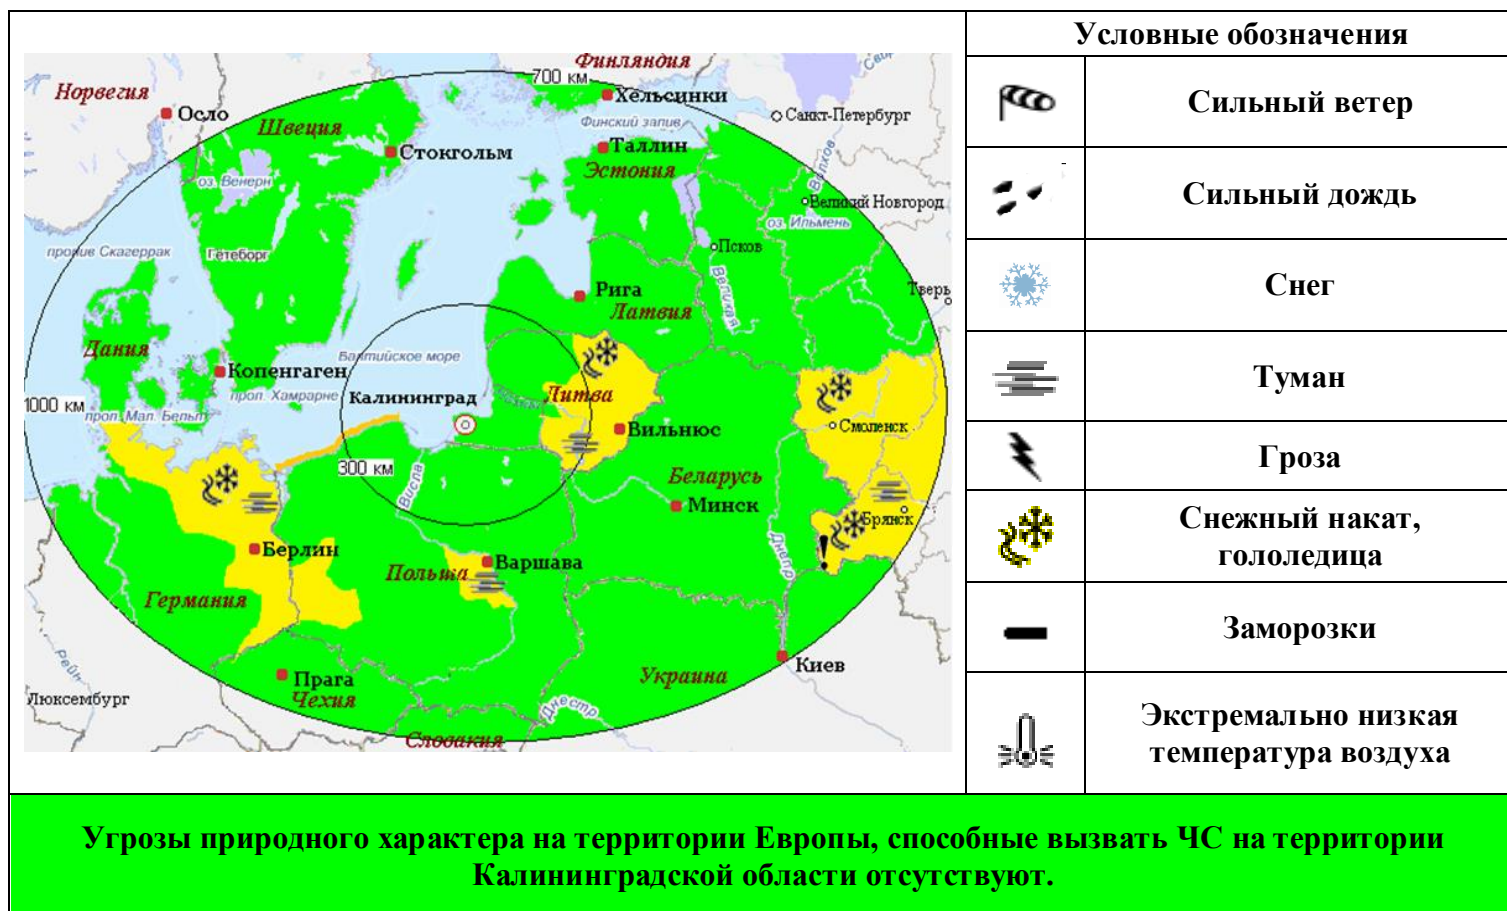 Условные обозначения
Сильный ветер
Сильный дождь
Снег
Туман
Гроза
Снежный накат,
гололедица
Заморозки
Экстремально низкая
температура воздуха
Финляндия
700 км
Норвегия
Хельсинки
Осло
Санкт-Петербург
Швеция
Финский залив
Таллин
Стокгольм
Эстония
Волхов
оз. Венерн
Великий Новгород
оз. Ильмень
Псков
пролив Скагеррак
Гетеборг
Великая
Рига
Тверь
Латвия
Дания
Балтийское море
Копенгаген
Калининград
Литва
1000 км
проп. Хамрарне
проп. Мал. Бельт
Смоленск
Вильнюс
300 км
Висла
Беларусь
Минск
Брянск
!
Берлин
Варшава
Днепр
Польша
Германия
Киев
Рейн
Украина
Прага
Люксембург
Чехия
Днестр
Словакия
Угрозы природного характера на территории Европы, способные вызвать ЧС на территории
Калининградской области отсутствуют.